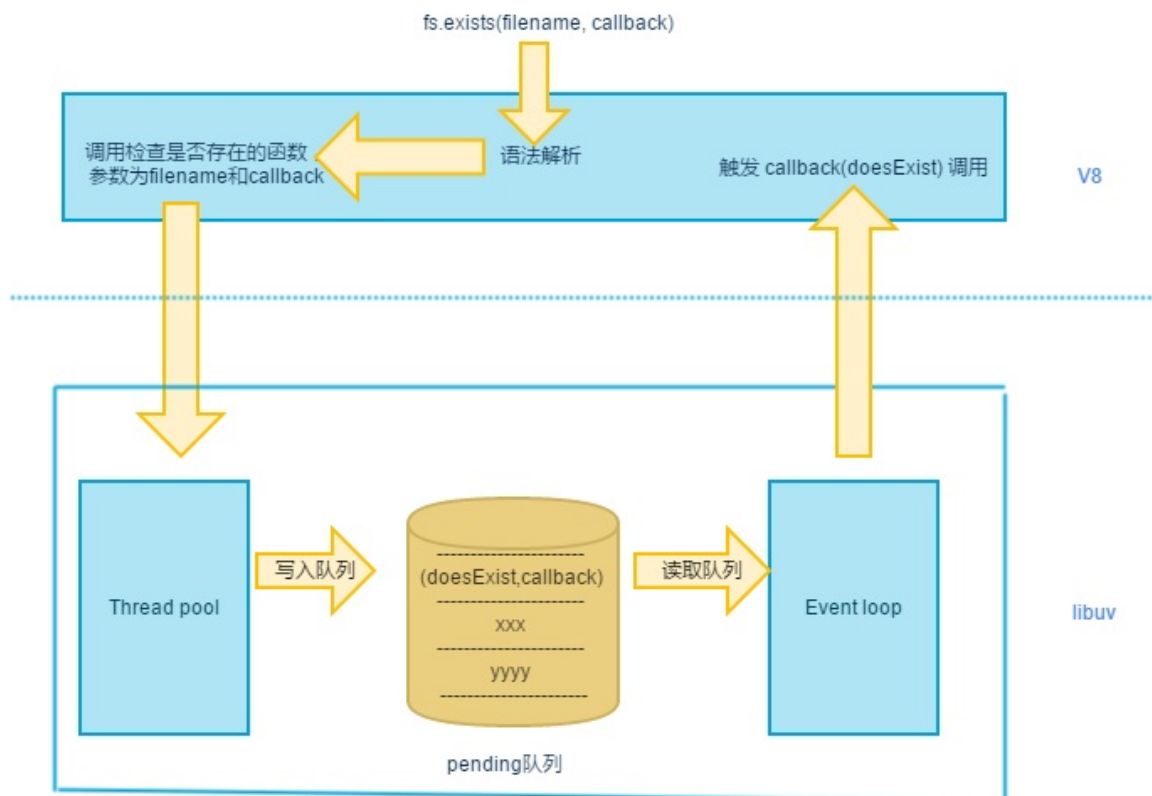 fs.exists(filename, callback)
调用检查是否存在的函数
参数为filename和callback
语法解析
触发 callback(doesExist) 调用
V8
Thread pool
写入队列
(doesExist,callback)
xxx
yyyy
读取队列
Event loop
libuv
pending队列